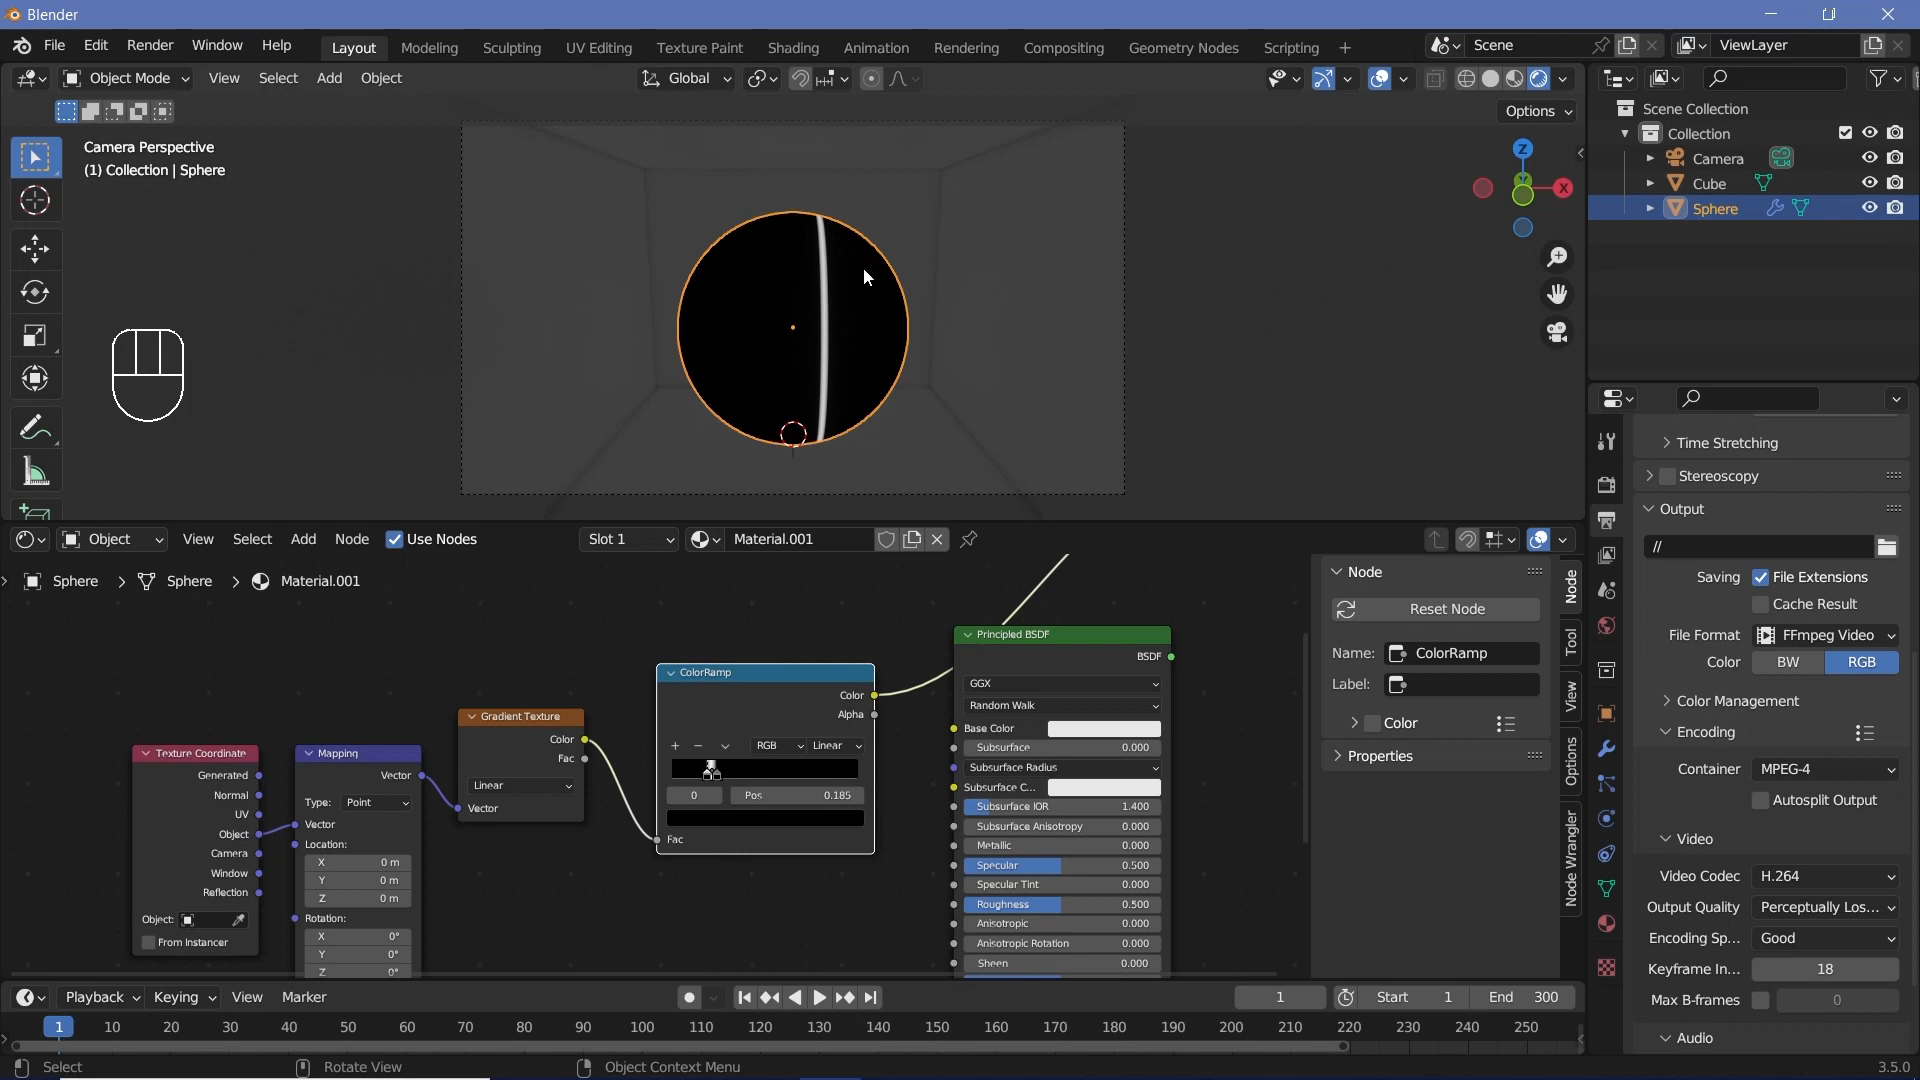 Blender
File Edit Render Window Help Layout Modeling Sculpting UV Editing Texture Paint Shading Animation Rendering Compositing Geometry Nodes Scripting + Scene ViewLayer
Object Mode View Select Add Object Global
Options
Camera Perspective
(1) Collection | Sphere
Z
X
Scene Collection
Collection
Camera
Cube
Sphere
Object View Select Add Node Use Nodes Slot 1 Material.001
Sphere > Sphere > Material.001
Texture Coordinate
Generated
Normal
UV
Object
Camera
Window
Reflection
Object:
From Instancer
Mapping
Vector
Type: Point
Vector
Location:
X 0 m
Y 0 m
Z 0 m
Rotation:
X 0°
Y 0°
Z 0°
Gradient Texture
Color
Fac
Linear
Vector
ColorRamp
Color
Alpha
+ − RGB Linear
0 Pos 0.185
Fac
Principled BSDF
BSDF
GGX
Random Walk
Base Color
Subsurface 0.000
Subsurface Radius
Subsurface C...
Subsurface IOR 1.400
Subsurface Anisotropy 0.000
Metallic 0.000
Specular 0.500
Specular Tint 0.000
Roughness 0.500
Anisotropic 0.000
Anisotropic Rotation 0.000
Sheen 0.000
Node
Reset Node
Name: ColorRamp
Label:
Color
Properties
Node
Tool
View
Options
Node Wrangler
Time Stretching
Stereoscopy
Output
//
Saving File Extensions
Cache Result
File Format FFmpeg Video
Color BW RGB
Color Management
Encoding
Container MPEG-4
Autosplit Output
Video
Video Codec H.264
Output Quality Perceptually Los...
Encoding Sp... Good
Keyframe In... 18
Max B-frames 0
Audio
Playback Keying View Marker 1 Start 1 End 300
1 10 20 30 40 50 60 70 80 90 100 110 120 130 140 150 160 170 180 190 200 210 220 230 240 250
Select Rotate View Object Context Menu 3.5.0